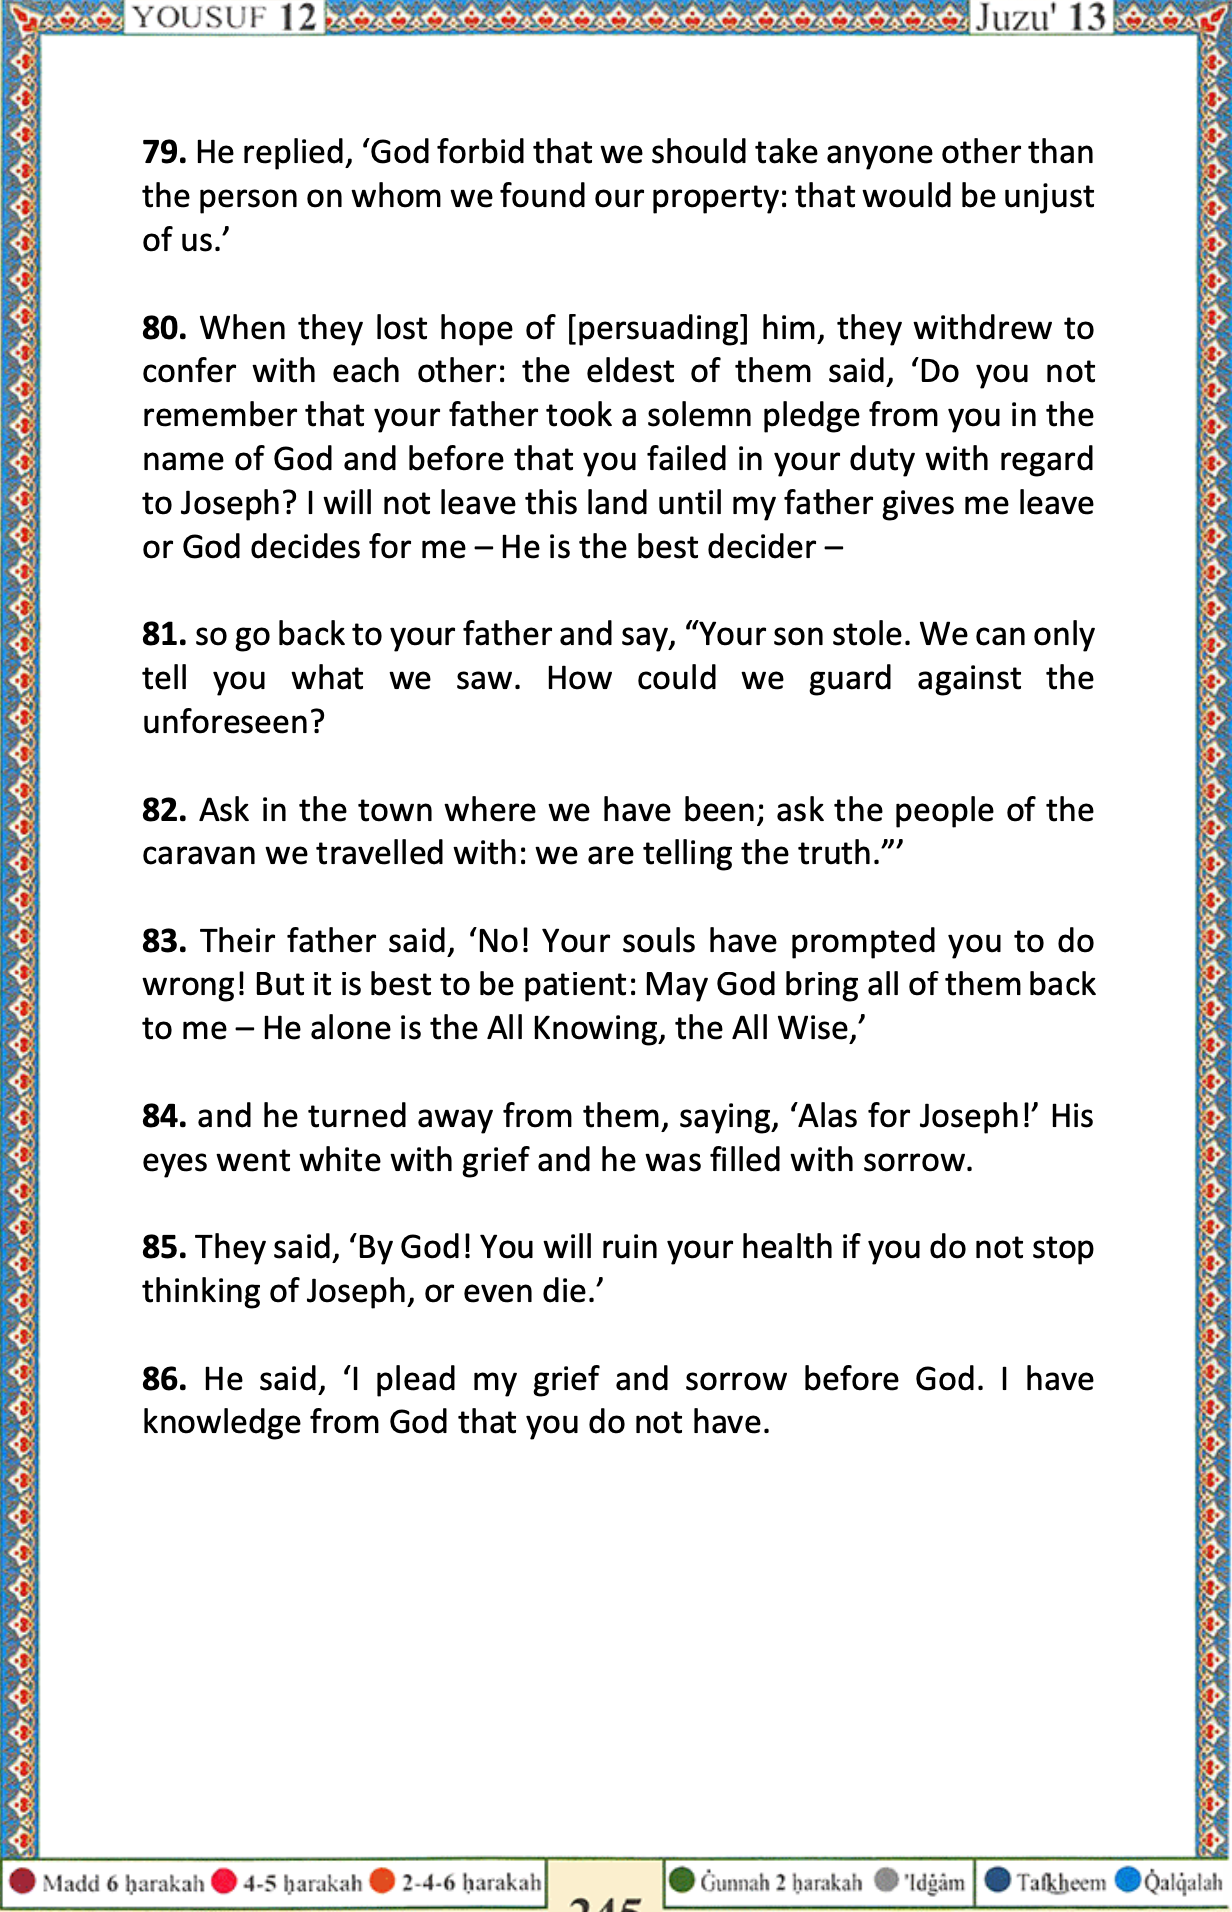 YOUSUF 12 Juzu' 13
79. He replied, ‘God forbid that we should take anyone other than
the person on whom we found our property: that would be unjust
of us.’
80. When they lost hope of [persuading] him, they withdrew to
confer with each other: the eldest of them said, ‘Do you not
remember that your father took a solemn pledge from you in the
name of God and before that you failed in your duty with regard
to Joseph? I will not leave this land until my father gives me leave
or God decides for me – He is the best decider –
81. so go back to your father and say, “Your son stole. We can only
tell you what we saw. How could we guard against the
unforeseen?
82. Ask in the town where we have been; ask the people of the
caravan we travelled with: we are telling the truth.”’
83. Their father said, ‘No! Your souls have prompted you to do
wrong! But it is best to be patient: May God bring all of them back
to me – He alone is the All Knowing, the All Wise,’
84. and he turned away from them, saying, ‘Alas for Joseph!’ His
eyes went white with grief and he was filled with sorrow.
85. They said, ‘By God! You will ruin your health if you do not stop
thinking of Joseph, or even die.’
86. He said, ‘I plead my grief and sorrow before God. I have
knowledge from God that you do not have.
Madd 6 ḥarakah 4-5 ḥarakah 2-4-6 ḥarakah 245 Ġunnah 2 ḥarakah 'Idġâm Tafkheem Q̇alq̇alah